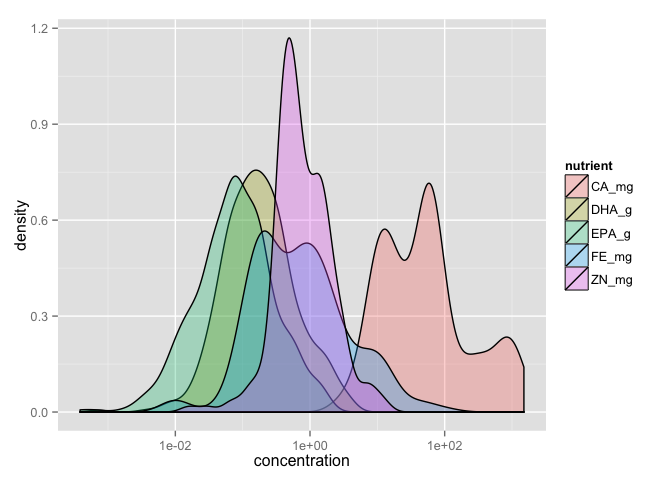 1.2
0.9
0.6
0.3
0.0
density
1e-02 1e+00 1e+02
concentration
nutrient
CA_mg
DHA_g
EPA_g
FE_mg
ZN_mg